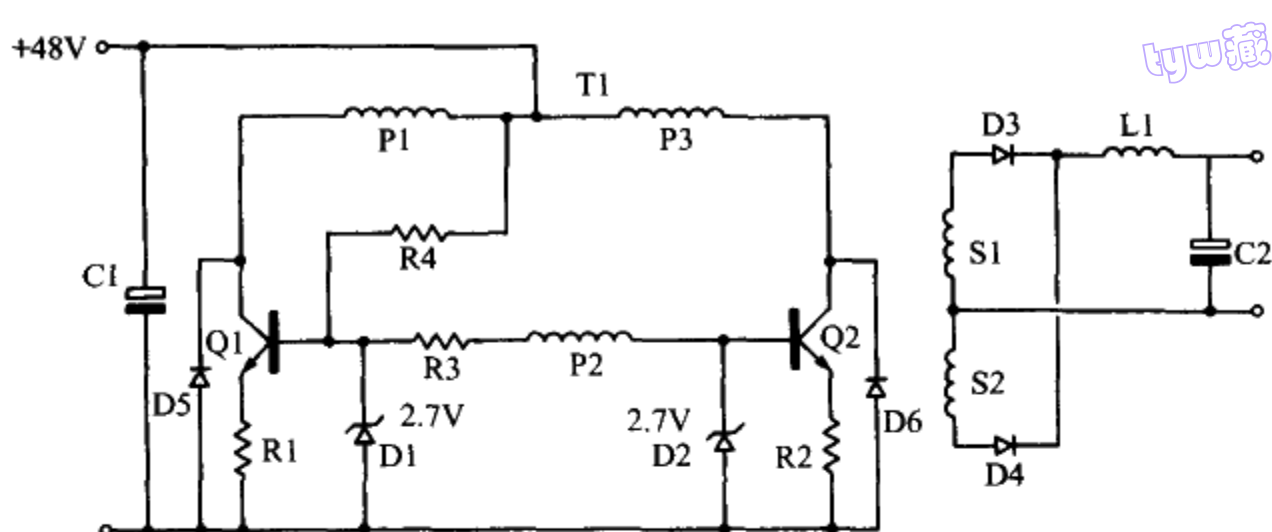 tyw藏
+48V
T1
P1
P3
D3
L1
R4
S1
C2
C1
Q1
Q2
R3
P2
S2
D5
2.7V
2.7V
D6
R1
D1
D2
R2
D4